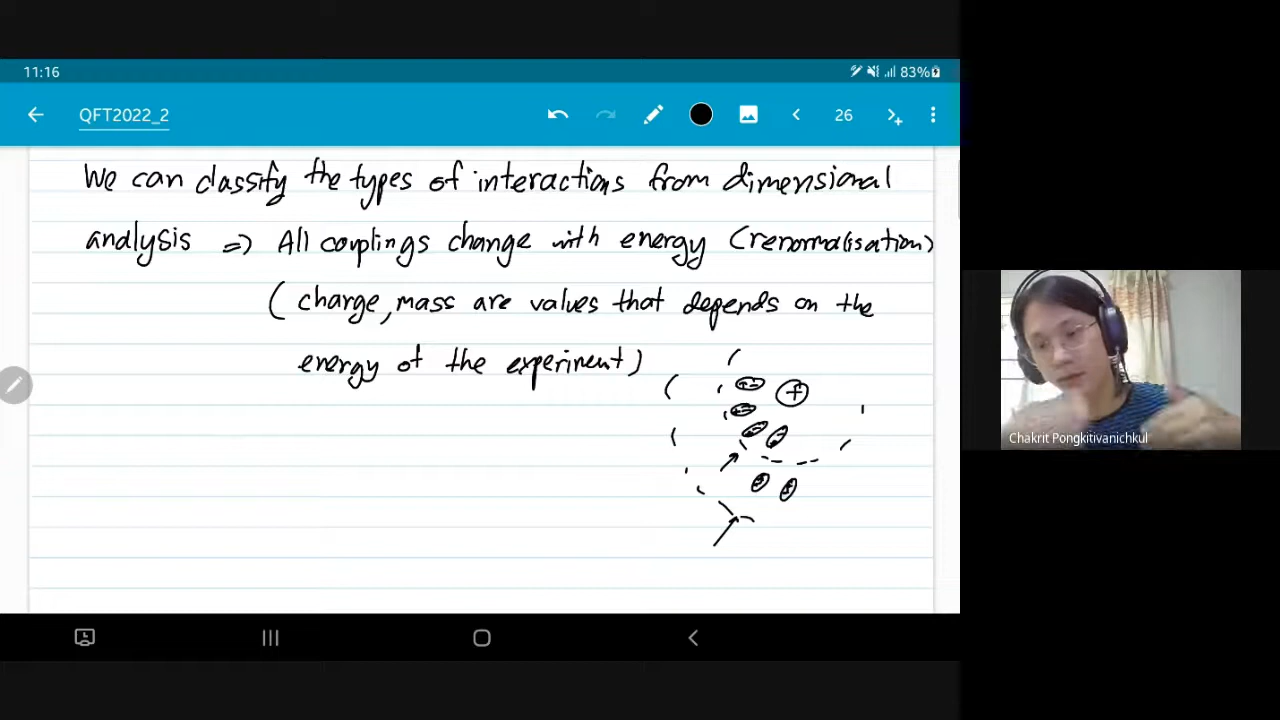 11:16
83%
QFT2022_2
26
We can classify the types of interactions from dimensional
analysis => All couplings change with energy (renormalisation)
( charge, mass are values that depends on the
energy of the experiment)
+
Chakrit Pongkitivanichkul